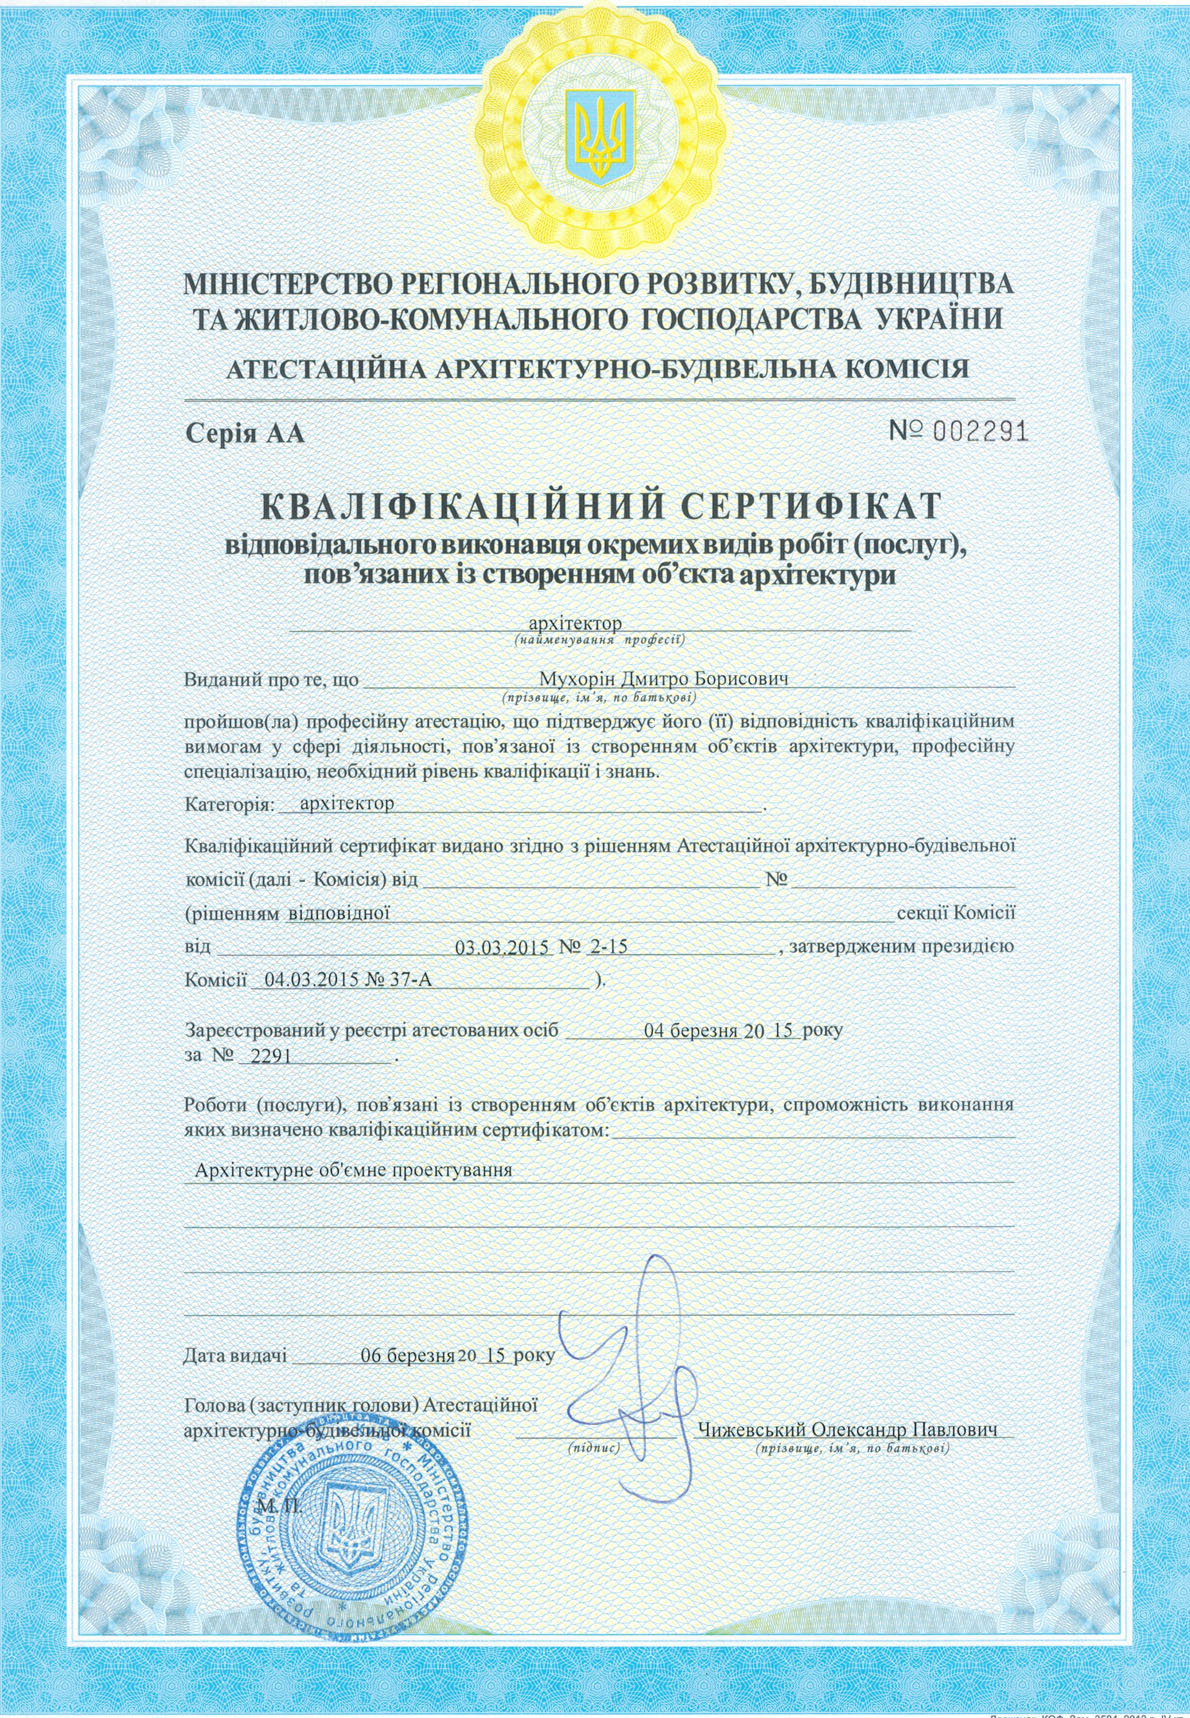 МІНІСТЕРСТВО РЕГІОНАЛЬНОГО РОЗВИТКУ, БУДІВНИЦТВА
ТА ЖИТЛОВО-КОМУНАЛЬНОГО ГОСПОДАРСТВА УКРАЇНИ
АТЕСТАЦІЙНА АРХІТЕКТУРНО-БУДІВЕЛЬНА КОМІСІЯ
Серія АА № 002291
КВАЛІФІКАЦІЙНИЙ СЕРТИФІКАТ
відповідального виконавця окремих видів робіт (послуг),
пов’язаних із створенням об’єкта архітектури
архітектор
(найменування професії)
Виданий про те, що Мухорін Дмитро Борисович
(прізвище, ім’я, по батькові)
пройшов(ла) професійну атестацію, що підтверджує його (її) відповідність кваліфікаційним
вимогам у сфері діяльності, пов’язаної із створенням об’єктів архітектури, професійну
спеціалізацію, необхідний рівень кваліфікації і знань.
Категорія: архітектор.
Кваліфікаційний сертифікат видано згідно з рішенням Атестаційної архітектурно-будівельної
комісії (далі - Комісія) від № 
(рішенням відповідної секції Комісії
від 03.03.2015 № 2-15, затвердженим президією
Комісії 04.03.2015 № 37-А ).
Зареєстрований у реєстрі атестованих осіб 04 березня 20 15 року
за № 2291.
Роботи (послуги), пов'язані із створенням об’єктів архітектури, спроможність виконання
яких визначено кваліфікаційним сертифікатом:
Архітектурне об'ємне проектування
Дата видачі 06 березня 20 15 року
Голова (заступник голови) Атестаційної
архітектурно-будівельної комісії Чижевський Олександр Павлович
(підпис) (прізвище, ім’я, по батькові)
М. П.
Міністерство регіонального розвитку, будівництва
та житлово-комунального господарства України